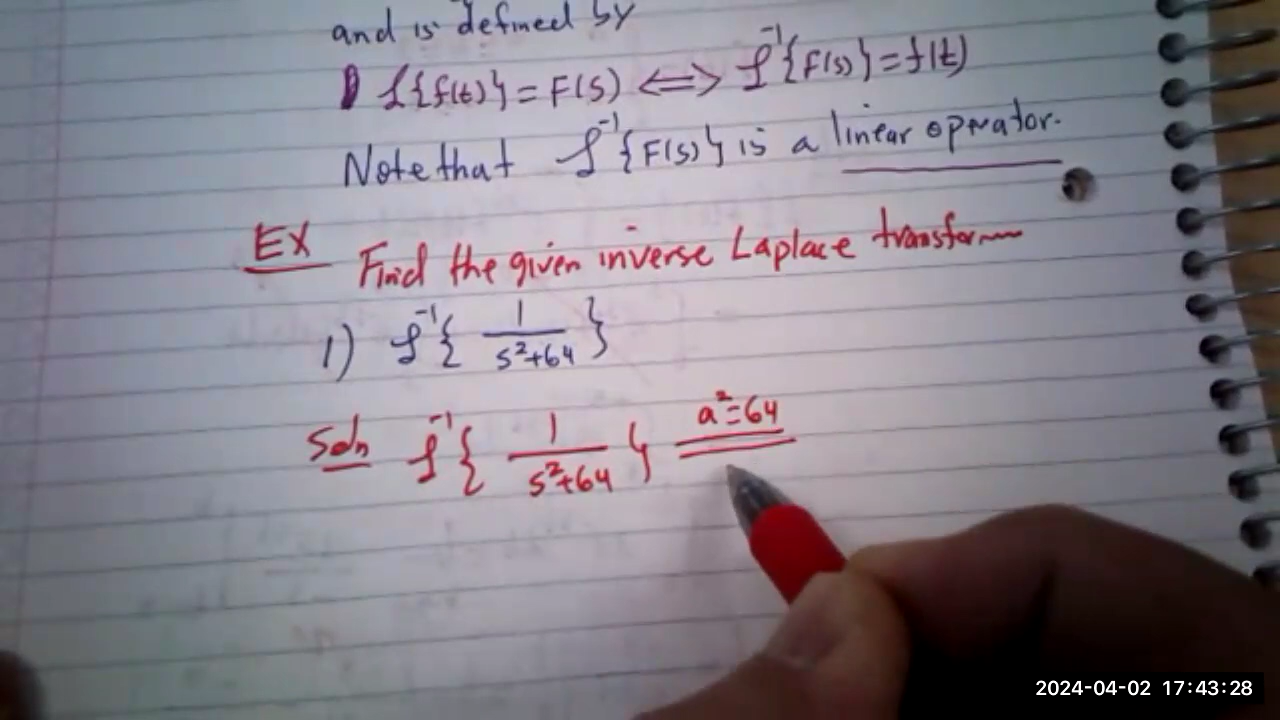 and is defined by
ℒ{f(t)} = F(s) ⟺ ℒ⁻¹{F(s)} = f(t)
Note that ℒ⁻¹{F(s)} is a linear operator.
EX Find the given inverse Laplace transform
1) ℒ⁻¹{ 1/(s²+64) }
Soln ℒ⁻¹{ 1/(s²+64) } a²=64
2024-04-02 17:43:28